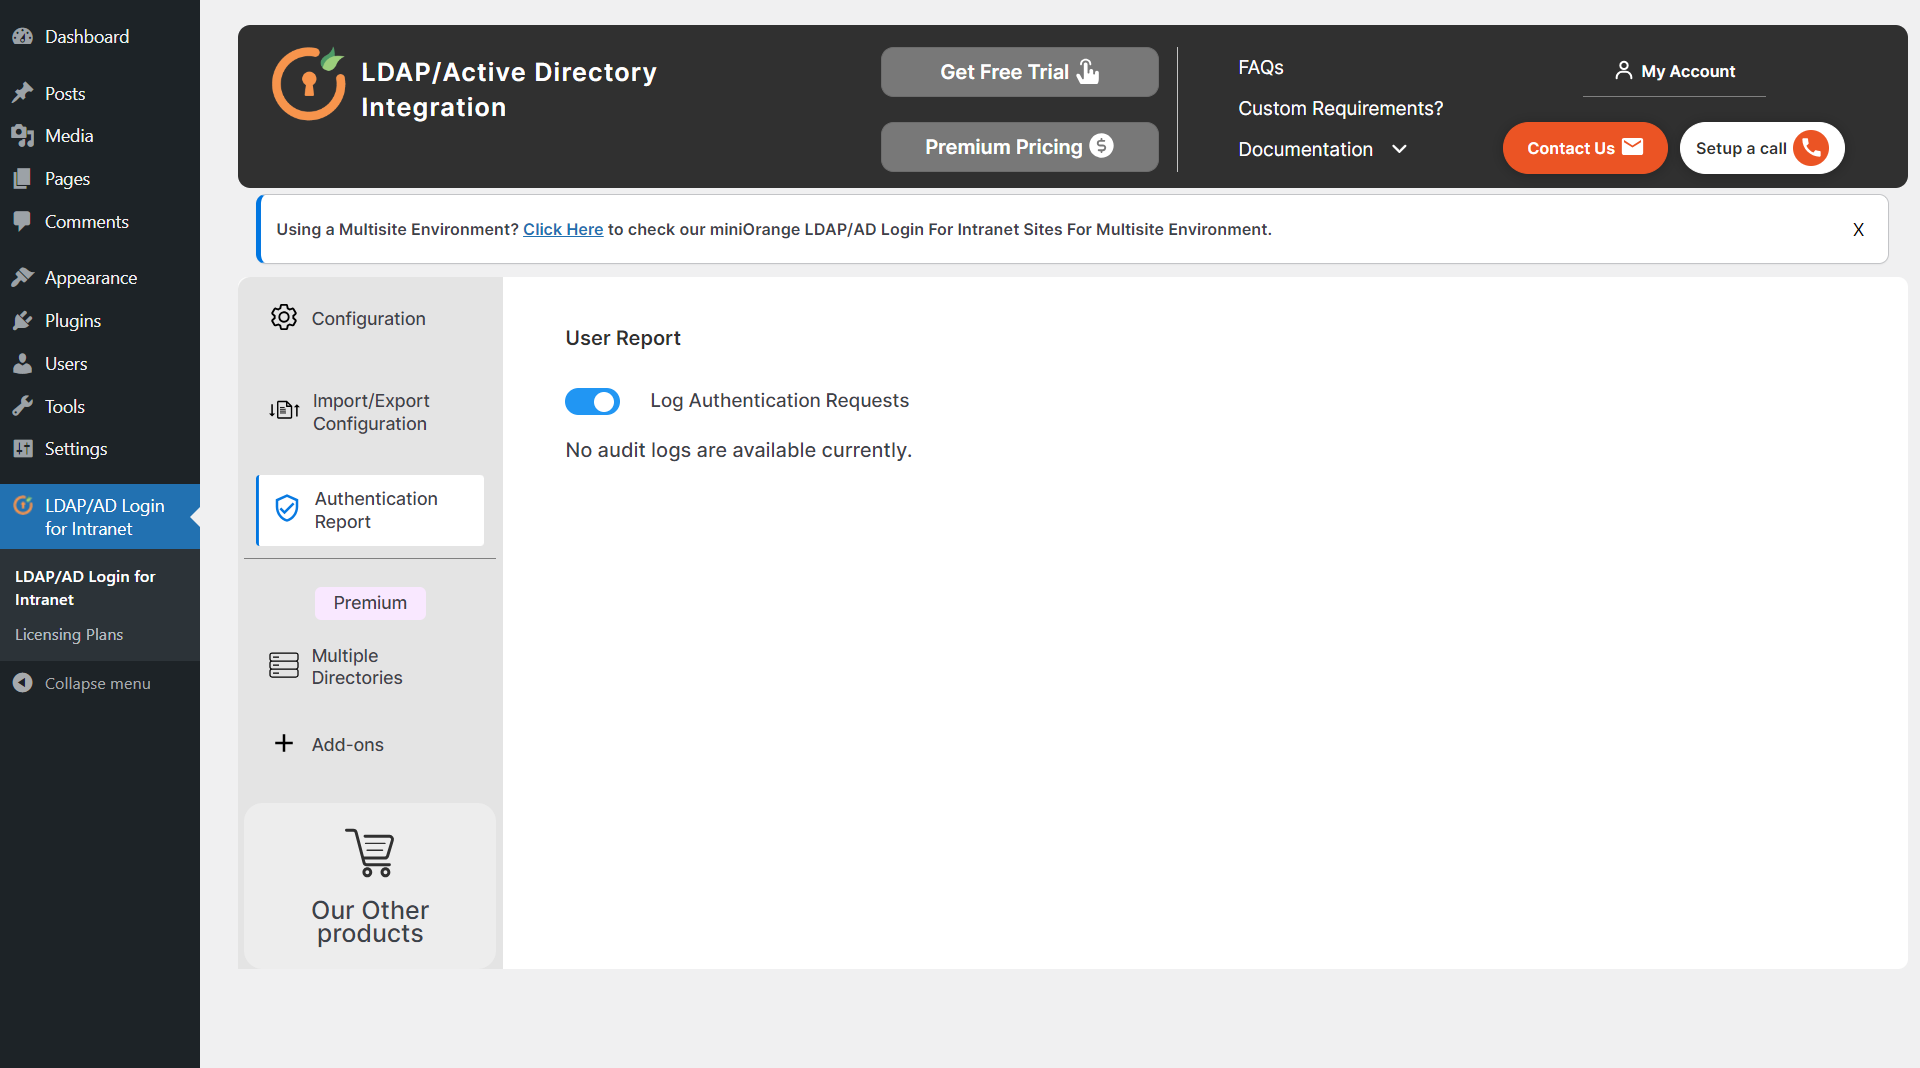 Dashboard
Posts
Media
Pages
Comments
Appearance
Plugins
Users
Tools
Settings
LDAP/AD Login
for Intranet
LDAP/AD Login for
Intranet
Licensing Plans
Collapse menu
LDAP/Active Directory
Integration
Get Free Trial
Premium Pricing
FAQs
Custom Requirements?
Documentation
My Account
Contact Us
Setup a call
Using a Multisite Environment? Click Here to check our miniOrange LDAP/AD Login For Intranet Sites For Multisite Environment.
X
Configuration
Import/Export
Configuration
Authentication
Report
Premium
Multiple
Directories
Add-ons
Our Other
products
User Report
Log Authentication Requests
No audit logs are available currently.